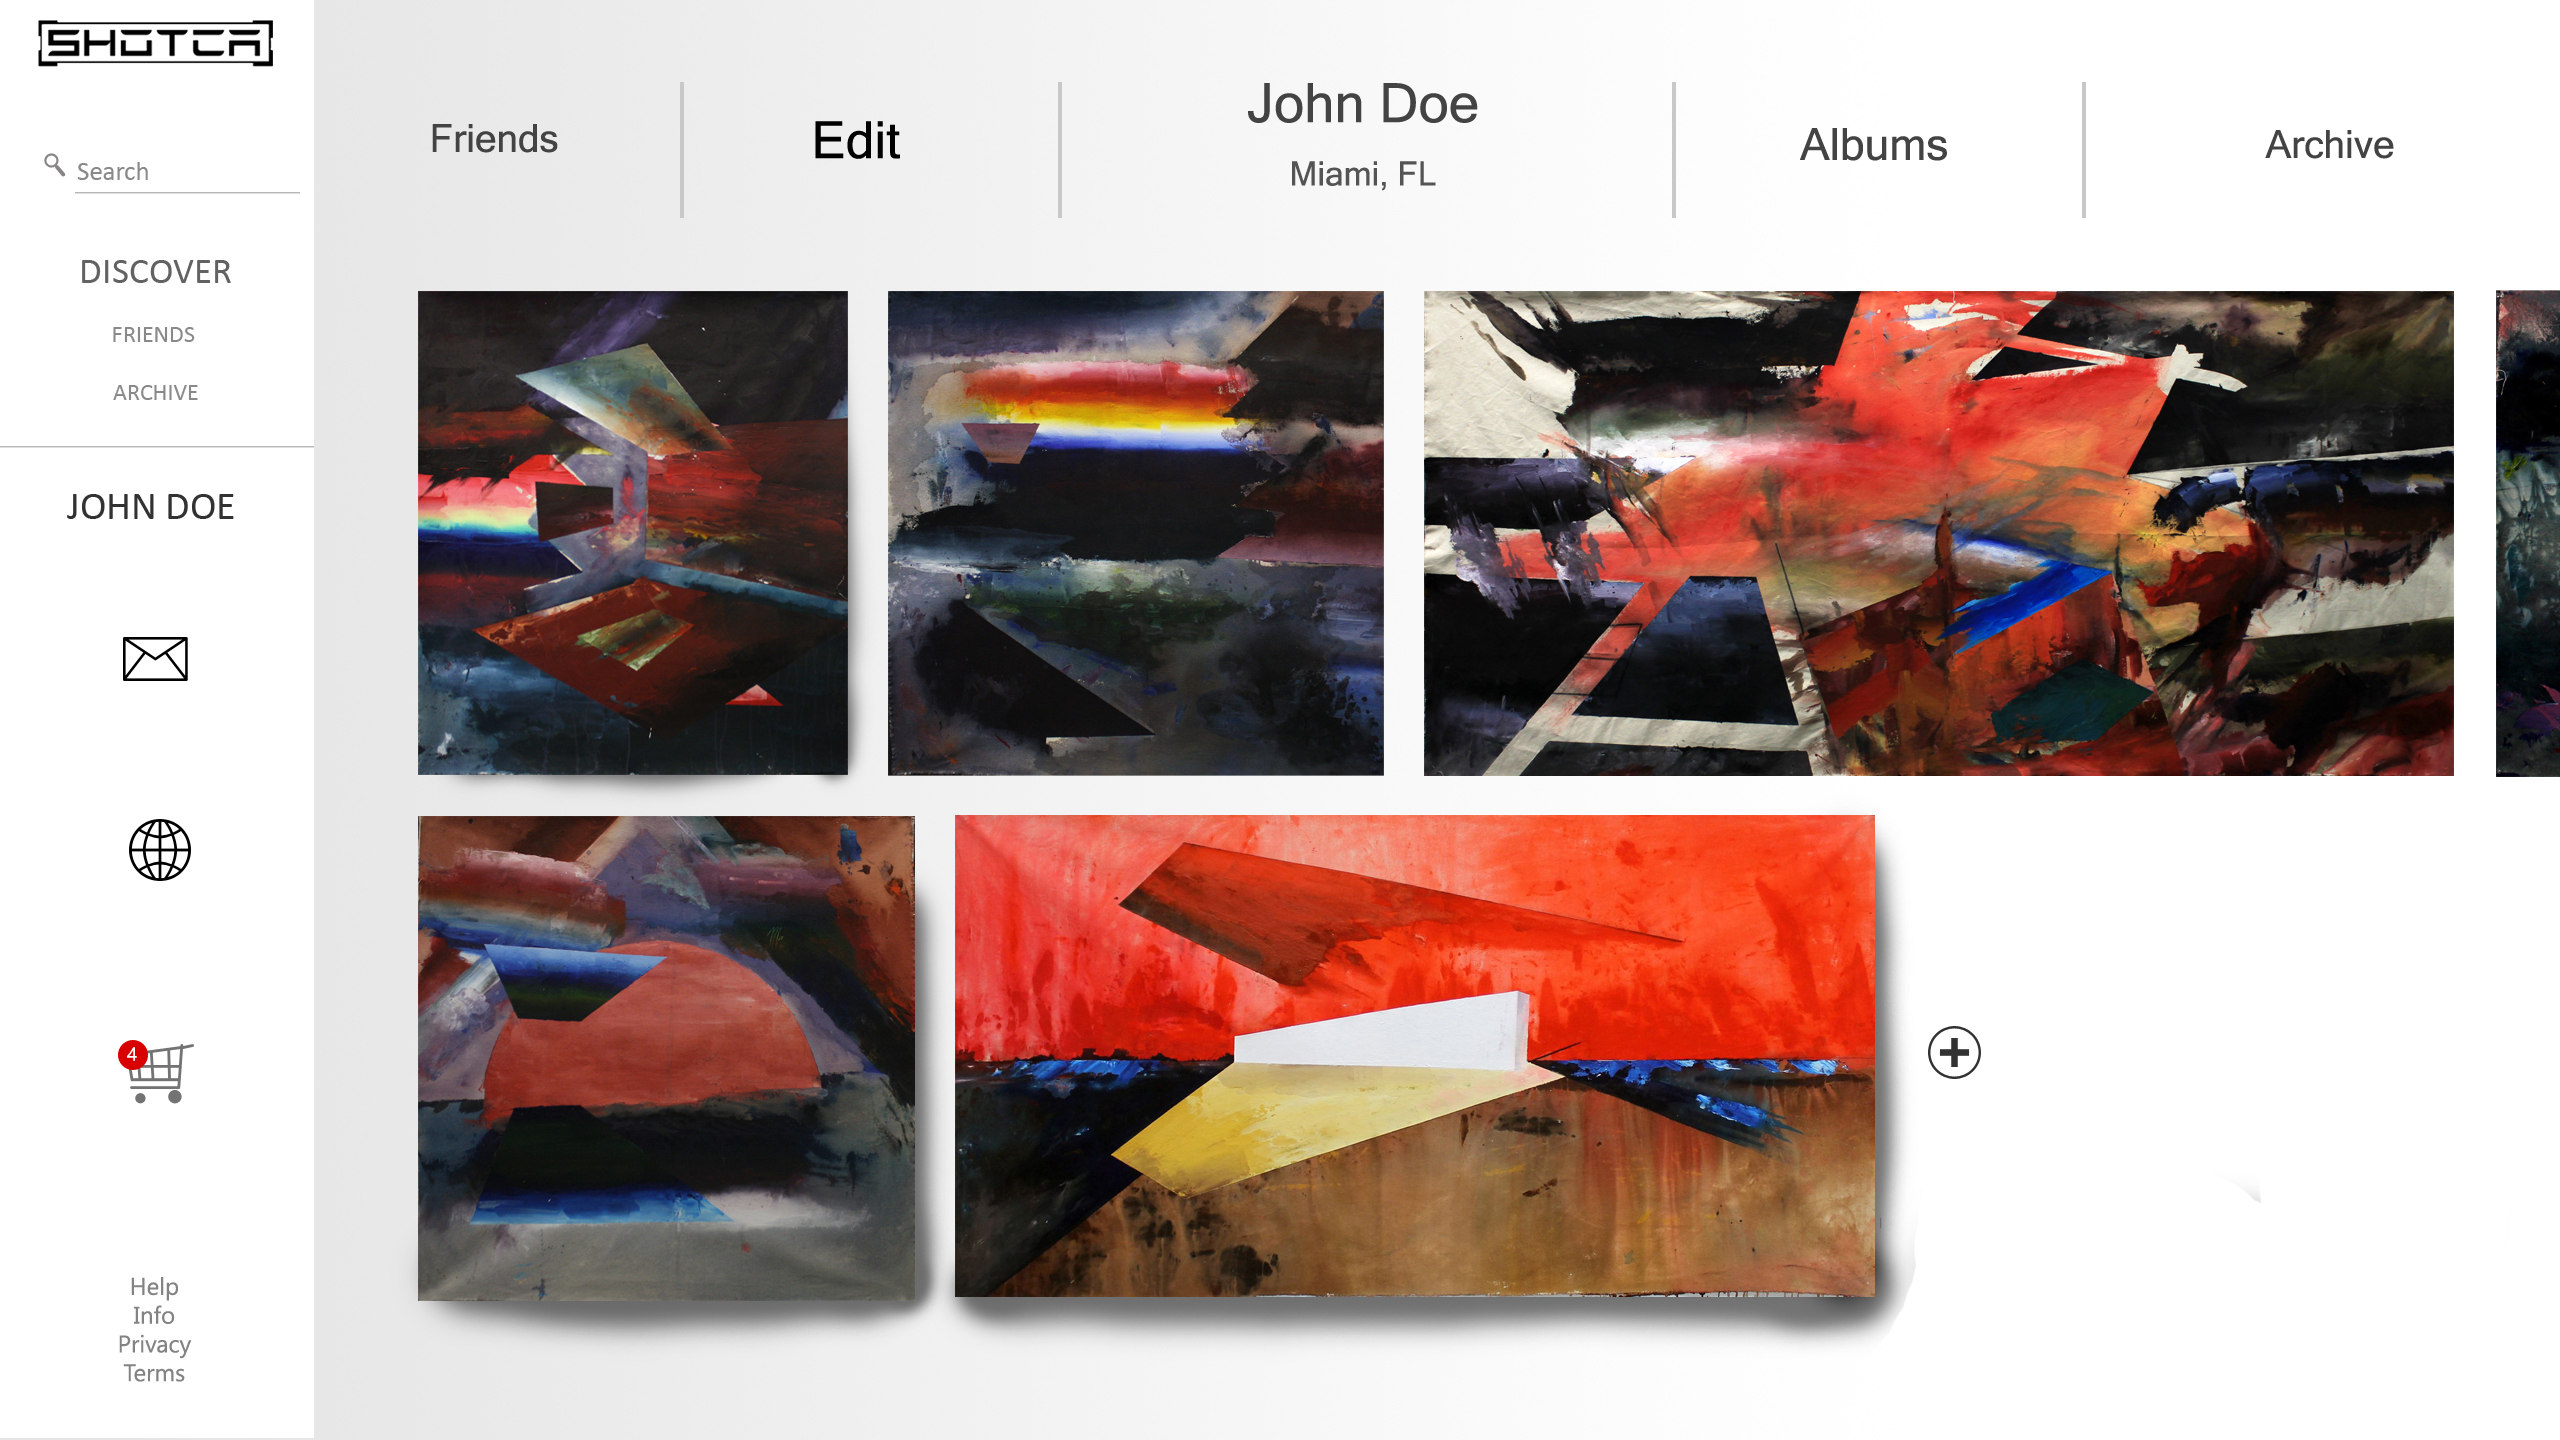 SHOTCA
Search
DISCOVER
FRIENDS
ARCHIVE
JOHN DOE
4
Help
Info
Privacy
Terms
Friends
Edit
John Doe
Miami, FL
Albums
Archive